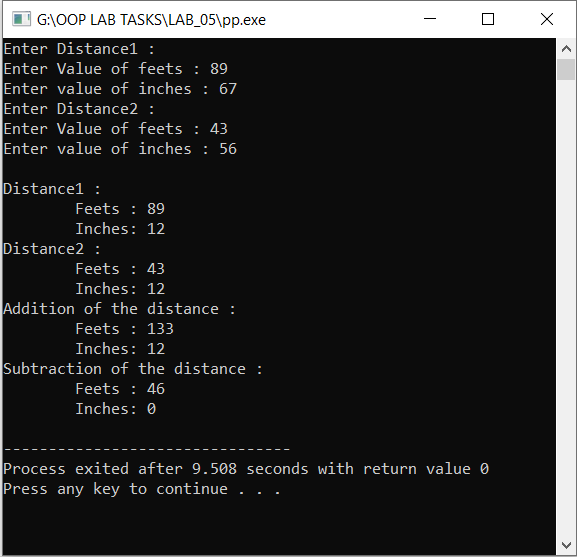 G:\OOP LAB TASKS\LAB_05\pp.exe
Enter Distance1 :
Enter Value of feets : 89
Enter value of inches : 67
Enter Distance2 :
Enter Value of feets : 43
Enter value of inches : 56
Distance1 :
Feets : 89
Inches: 12
Distance2 :
Feets : 43
Inches: 12
Addition of the distance :
Feets : 133
Inches: 12
Subtraction of the distance :
Feets : 46
Inches: 0
--------------------------------
Process exited after 9.508 seconds with return value 0
Press any key to continue . . .